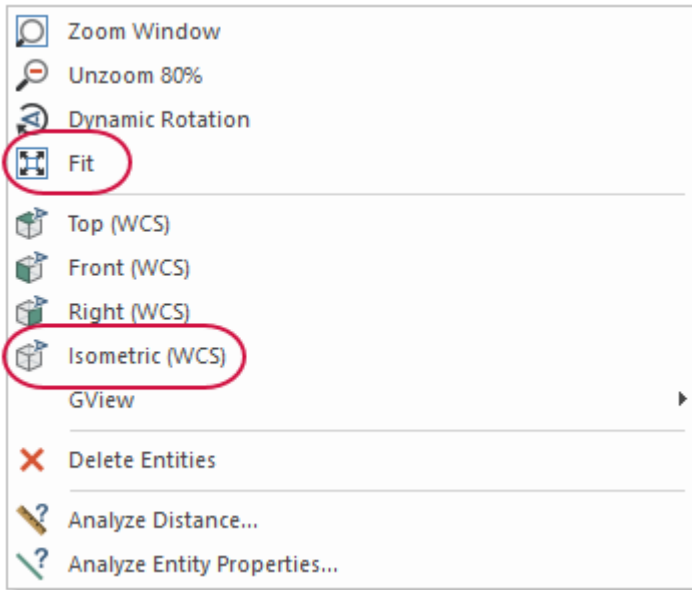 Zoom Window
Unzoom 80%
Dynamic Rotation
Fit
Top (WCS)
Front (WCS)
Right (WCS)
Isometric (WCS)
GView
Delete Entities
Analyze Distance...
Analyze Entity Properties...